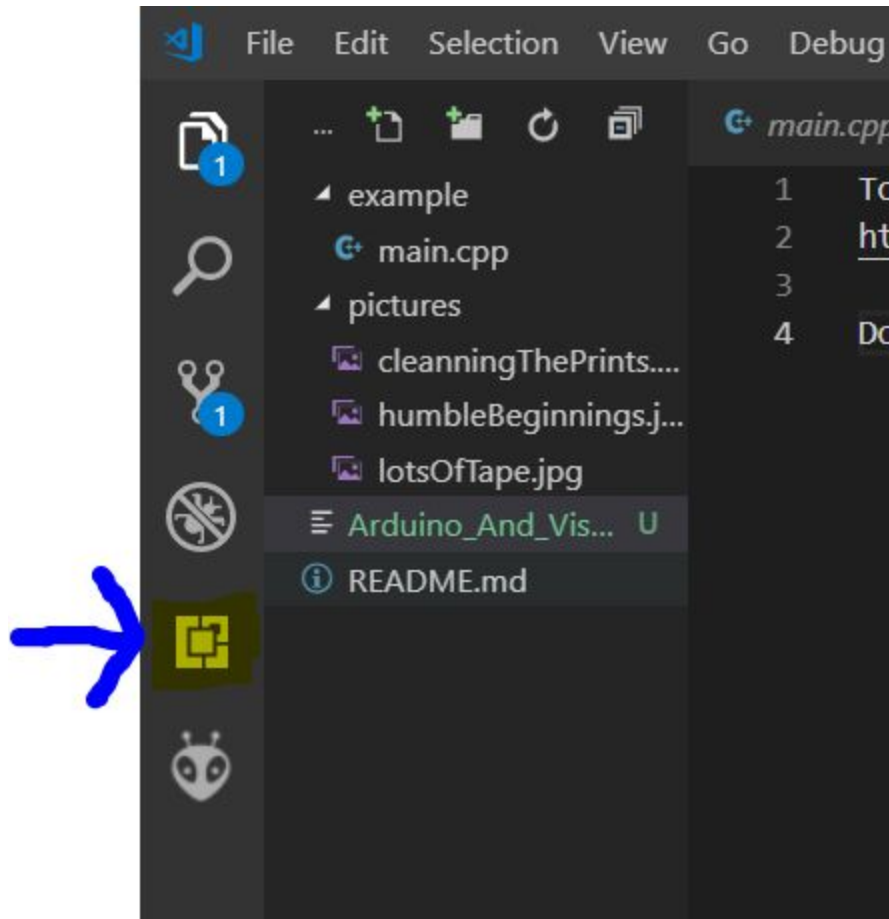 File Edit Selection View Go Debug
... main.cpp
1
example
1
2
main.cpp
3
pictures
4
cleanningThePrints....
1
humbleBeginnings.j...
lotsOfTape.jpg
Arduino_And_Vis... U
README.md